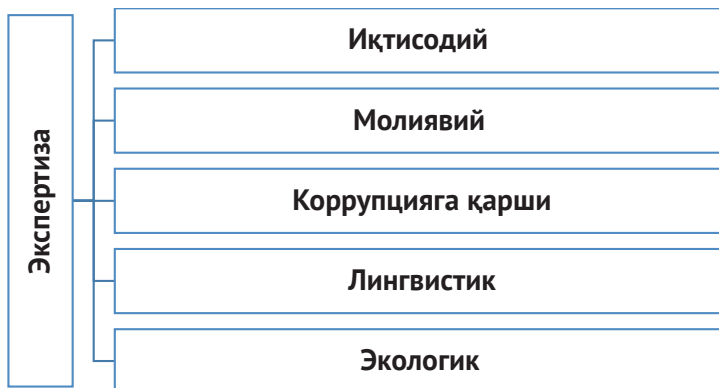 Экспертиза
Иқтисодий
Молиявий
Коррупцияга қарши
Лингвистик
Экологик